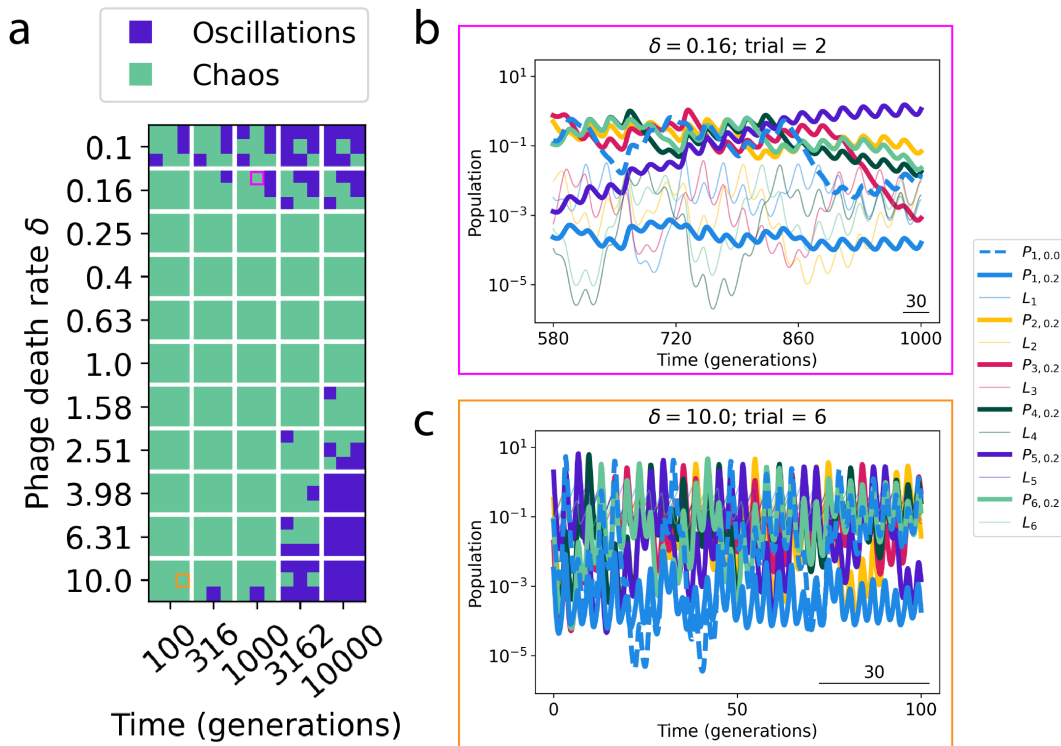 a
Oscillations
Chaos
Phage death rate δ
0.1
0.16
0.25
0.4
0.63
1.0
1.58
2.51
3.98
6.31
10.0
100
316
1000
3162
10000
Time (generations)
b
δ = 0.16; trial = 2
Population
10¹
10⁻¹
10⁻³
10⁻⁵
30
580
720
860
1000
Time (generations)
c
δ = 10.0; trial = 6
Population
10¹
10⁻¹
10⁻³
10⁻⁵
30
0
50
100
Time (generations)
P1, 0.0
P1, 0.2
L1
P2, 0.2
L2
P3, 0.2
L3
P4, 0.2
L4
P5, 0.2
L5
P6, 0.2
L6